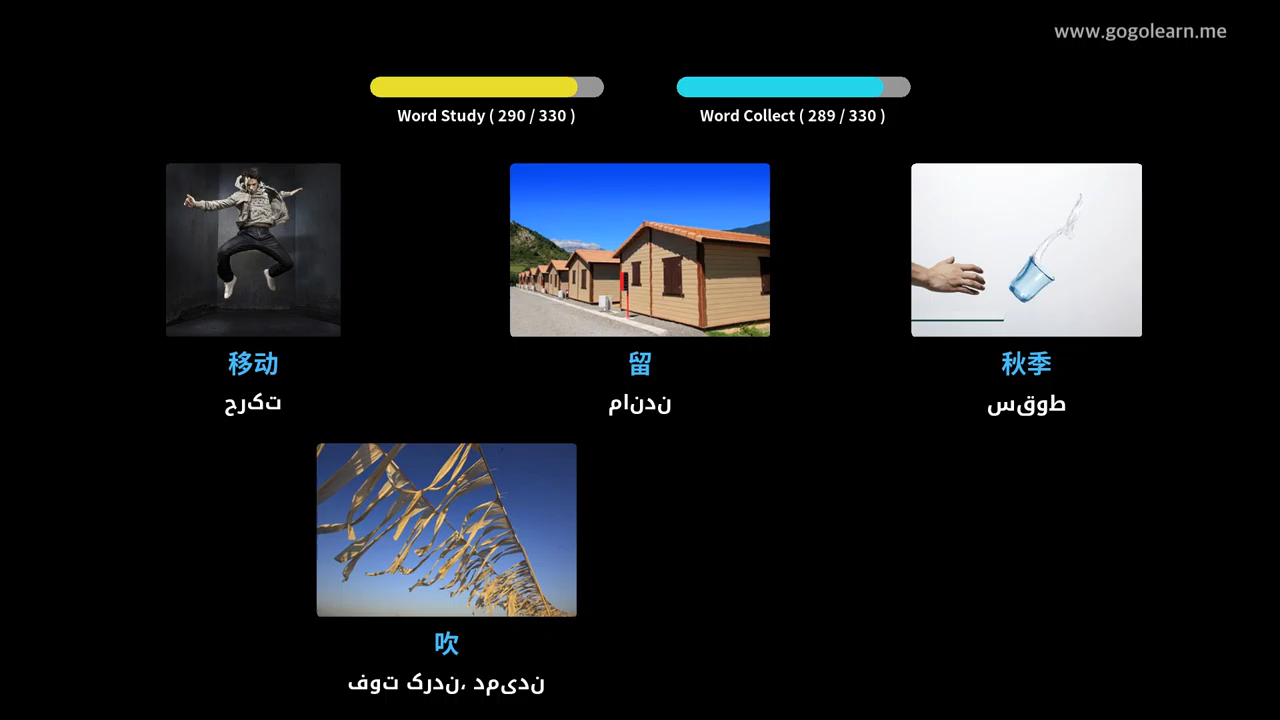 www.gogolearn.me
Word Study ( 290 / 330 )
Word Collect ( 289 / 330 )
移动
留
秋季
حرکت
ماندن
سقوط
吹
فوت کردن، دمیدن